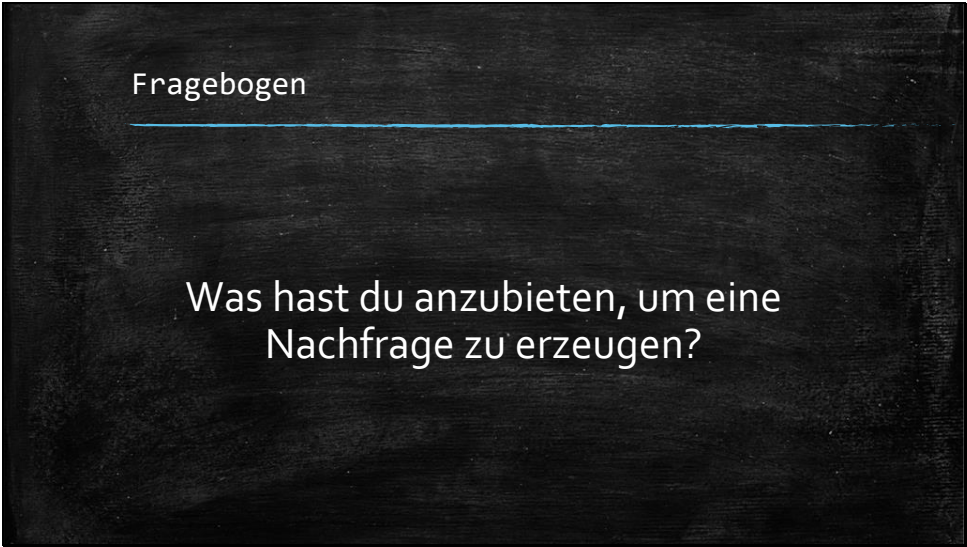 Fragebogen
Was hast du anzubieten, um eine
Nachfrage zu erzeugen?